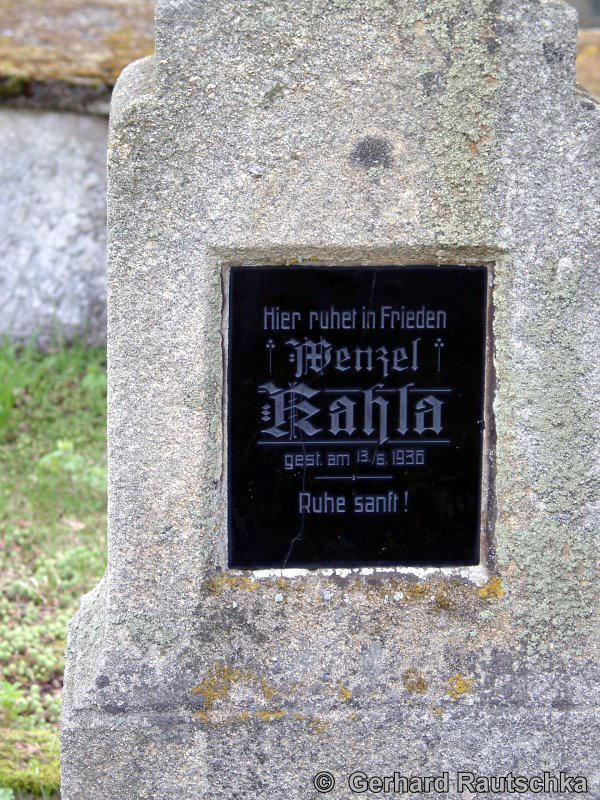 Hier ruhet in Frieden
† Wenzel †
Kahla
gest. am 13./6. 1936
Ruhe sanft!
© Gerhard Rautschka